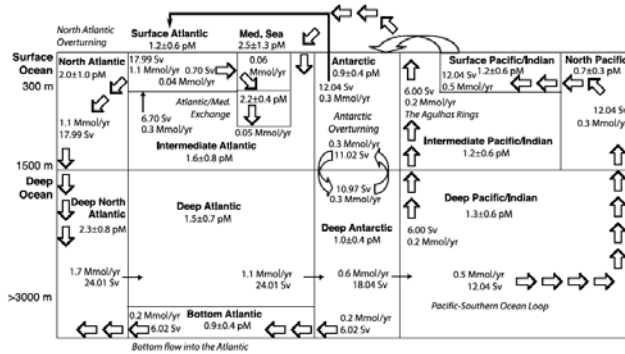 North Atlantic
Overturning
Surface Atlantic
1.2±0.6 pM
Med. Sea
2.5±1.3 pM
Surface
Ocean
300 m
North Atlantic
2.0±1.0 pM
17.99 Sv
1.1 Mmol/yr
0.70 Sv
0.04 Mmol/yr
0.06
Mmol/yr
2.2±0.4 pM
Atlantic/Med.
Exchange
0.05 Mmol/yr
Antarctic
0.9±0.4 pM
12.04 Sv
0.3 Mmol/yr
6.00 Sv
0.2 Mmol/yr
The Agulhas Rings
Surface Pacific/Indian
1.2±0.6 pM
12.04 Sv
0.5 Mmol/yr
North Pacific
0.7±0.3 pM
12.04 Sv
0.3 Mmol/yr
1.1 Mmol/yr
17.99 Sv
6.70 Sv
0.3 Mmol/yr
Intermediate Atlantic
1.6±0.8 pM
Antarctic
Overturning
0.3 Mmol/yr
11.02 Sv
Intermediate Pacific/Indian
1.2±0.6 pM
1500 m
Deep
Ocean
10.97 Sv
0.3 Mmol/yr
Deep North
Atlantic
2.3±0.8 pM
Deep Atlantic
1.5±0.7 pM
Deep Antarctic
1.0±0.4 pM
Deep Pacific/Indian
1.3±0.6 pM
6.00 Sv
0.2 Mmol/yr
1.7 Mmol/yr
24.01 Sv
1.1 Mmol/yr
24.01 Sv
0.6 Mmol/yr
18.04 Sv
0.5 Mmol/yr
12.04 Sv
>3000 m
Pacific-Southern Ocean Loop
0.2 Mmol/yr
6.02 Sv
Bottom Atlantic
0.9±0.4 pM
0.2 Mmol/yr
6.02 Sv
Bottom flow into the Atlantic